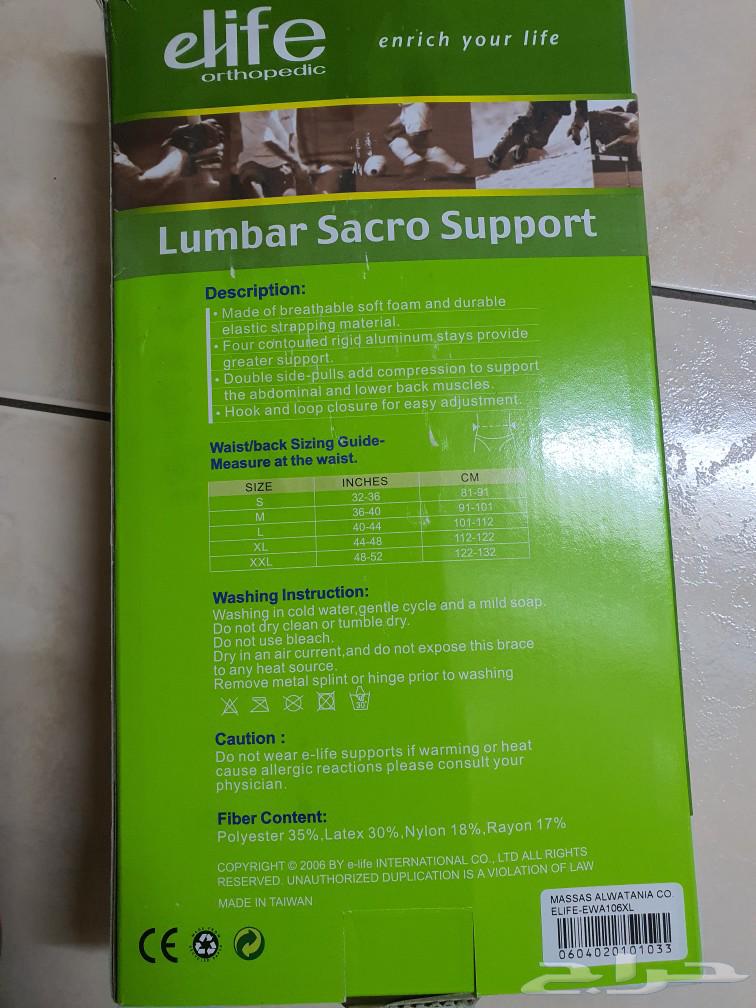 elife
orthopedic
enrich your life
Lumbar Sacro Support
Description:
• Made of breathable soft foam and durable
elastic strapping material.
• Four contoured rigid aluminum stays provide
greater support.
• Double side-pulls add compression to support
the abdominal and lower back muscles.
• Hook and loop closure for easy adjustment.
Waist/back Sizing Guide-
Measure at the waist.
SIZE INCHES CM
S 32-36 81-91
M 36-40 91-101
L 40-44 101-112
XL 44-48 112-122
XXL 48-52 122-132
Washing Instruction:
Washing in cold water,gentle cycle and a mild soap.
Do not dry clean or tumble dry.
Do not use bleach.
Dry in an air current,and do not expose this brace
to any heat source.
Remove metal splint or hinge prior to washing
30
Caution :
Do not wear e-life supports if warming or heat
cause allergic reactions please consult your
physician.
Fiber Content:
Polyester 35%,Latex 30%,Nylon 18%,Rayon 17%
COPYRIGHT © 2006 BY e-life INTERNATIONAL CO., LTD ALL RIGHTS
RESERVED. UNAUTHORIZED DUPLICATION IS A VIOLATION OF LAW
MADE IN TAIWAN
CE
MASSAS ALWATANIA CO.
ELIFE-EWA106XL
0604020101033
حراج